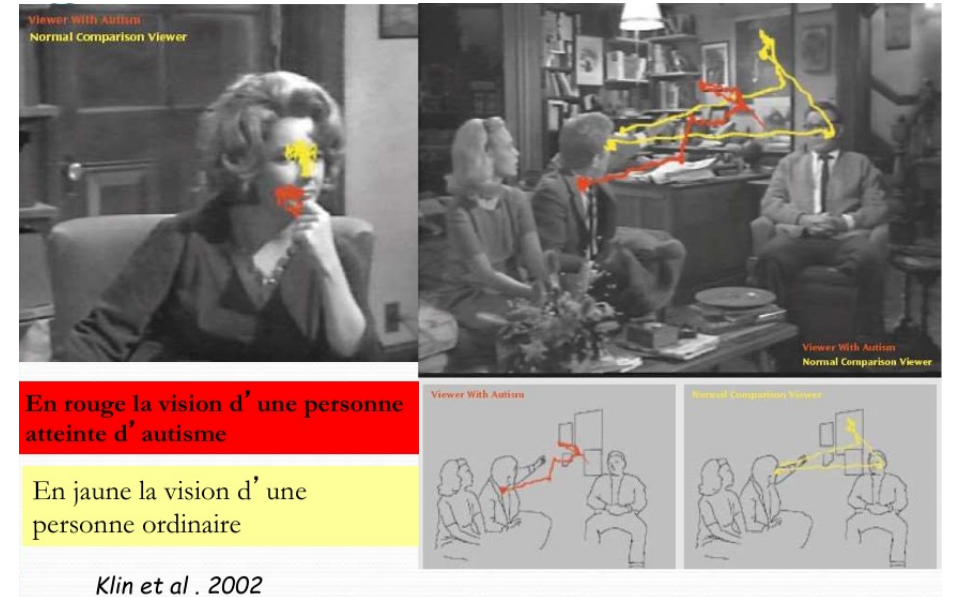 Viewer With Autism
Normal Comparison Viewer
Viewer With Autism
Normal Comparison Viewer
En rouge la vision d’ une personne
atteinte d’ autisme
Viewer With Autism
Normal Comparison Viewer
En jaune la vision d’ une
personne ordinaire
Klin et al . 2002